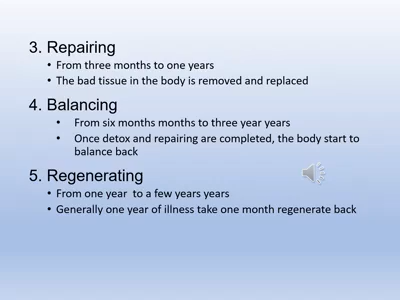 3. Repairing
• From three months to one years
• The bad tissue in the body is removed and replaced
4. Balancing
• From six months months to three year years
• Once detox and repairing are completed, the body start to
balance back
5. Regenerating
• From one year to a few years years
• Generally one year of illness take one month regenerate back